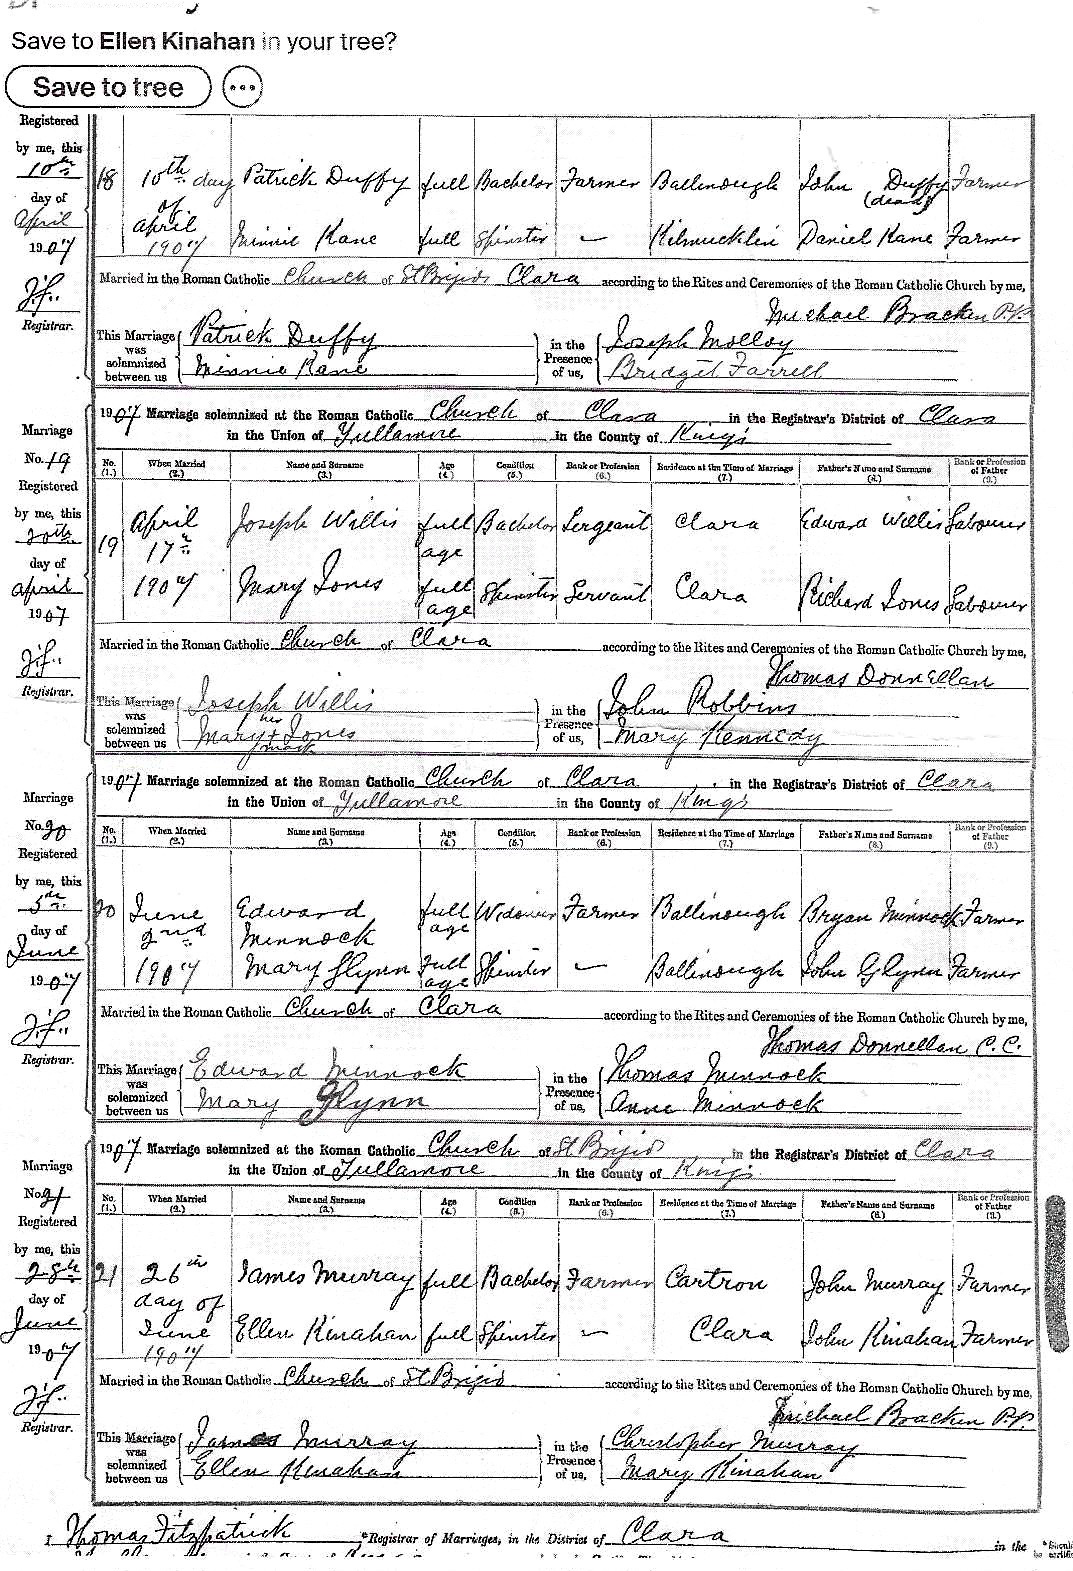 Save to Ellen Kinahan in your tree?
Save to tree
Registered
by me, this
10th
day of
April
1907
J.F.
Registrar.
18 10th day Patrick Duffy full Bachelor Farmer Ballinough John Duffy Farmer
of (dead)
April
1907 Minnie Kane full Spinster — Kilmucklin Daniel Kane Farmer
Married in the Roman Catholic Church of St Brigids Clara according to the Rites and Ceremonies of the Roman Catholic Church by me,
Michael Bracken P.P.
This Marriage was solemnized between us
Patrick Duffy
Minnie Kane
in the Presence of us,
Joseph Molloy
Bridget Farrell
1907 Marriage solemnized at the Roman Catholic Church of Clara in the Registrar's District of Clara
in the Union of Tullamore in the County of King's
Marriage
No. 19
Registered
by me, this
20th
day of
April
1907
J.F.
Registrar.
No. When Married Name and Surname Age Condition Rank or Profession Residence at the Time of Marriage Father's Name and Surname Rank or Profession of Father
(1.) (2.) (3.) (4.) (5.) (6.) (7.) (8.) (9.)
19 April Joseph Willis full age Bachelor Sergeant Clara Edward Willis Labourer
17th
1907 Mary Jones full age Spinster Servant Clara Richard Jones Labourer
Married in the Roman Catholic Church of Clara according to the Rites and Ceremonies of the Roman Catholic Church by me,
Thomas Donnellan
This Marriage was solemnized between us
Joseph Willis
her
Mary + Jones
mark
in the Presence of us,
John Robbins
Mary Kennedy
1907 Marriage solemnized at the Roman Catholic Church of Clara in the Registrar's District of Clara
in the Union of Tullamore in the County of King's
Marriage
No. 20
Registered
by me, this
5th
day of
June
1907
J.F.
Registrar.
No. When Married Name and Surname Age Condition Rank or Profession Residence at the Time of Marriage Father's Name and Surname Rank or Profession of Father
(1.) (2.) (3.) (4.) (5.) (6.) (7.) (8.) (9.)
20 June Edward full age Widower Farmer Ballinough Bryan Minnock Farmer
2nd Minnock
1907 Mary Glynn Full age Spinster — Ballinough John Glynn Farmer
Married in the Roman Catholic Church of Clara according to the Rites and Ceremonies of the Roman Catholic Church by me,
Thomas Donnellan C.C.
This Marriage was solemnized between us
Edward Minnock
Mary Glynn
in the Presence of us,
Thomas Minnock
Anne Minnock
1907 Marriage solemnized at the Roman Catholic Church of St Brigid in the Registrar's District of Clara
in the Union of Tullamore in the County of King's
Marriage
No. 21
Registered
by me, this
28th
day of
June
1907
J.F.
Registrar.
No. When Married Name and Surname Age Condition Rank or Profession Residence at the Time of Marriage Father's Name and Surname Rank or Profession of Father
(1.) (2.) (3.) (4.) (5.) (6.) (7.) (8.) (9.)
21 26th James Murray full Bachelor Farmer Cartron John Murray Farmer
day of
June Ellen Kinahan full Spinster — Clara John Kinahan Farmer
1907
Married in the Roman Catholic Church of St Brigid according to the Rites and Ceremonies of the Roman Catholic Church by me,
Michael Bracken P.P.
This Marriage was solemnized between us
James Murray
Ellen Kinahan
in the Presence of us,
Christopher Murray
Mary Kinahan
Thomas Fitzpatrick *Registrar of Marriages, in the District of Clara in the